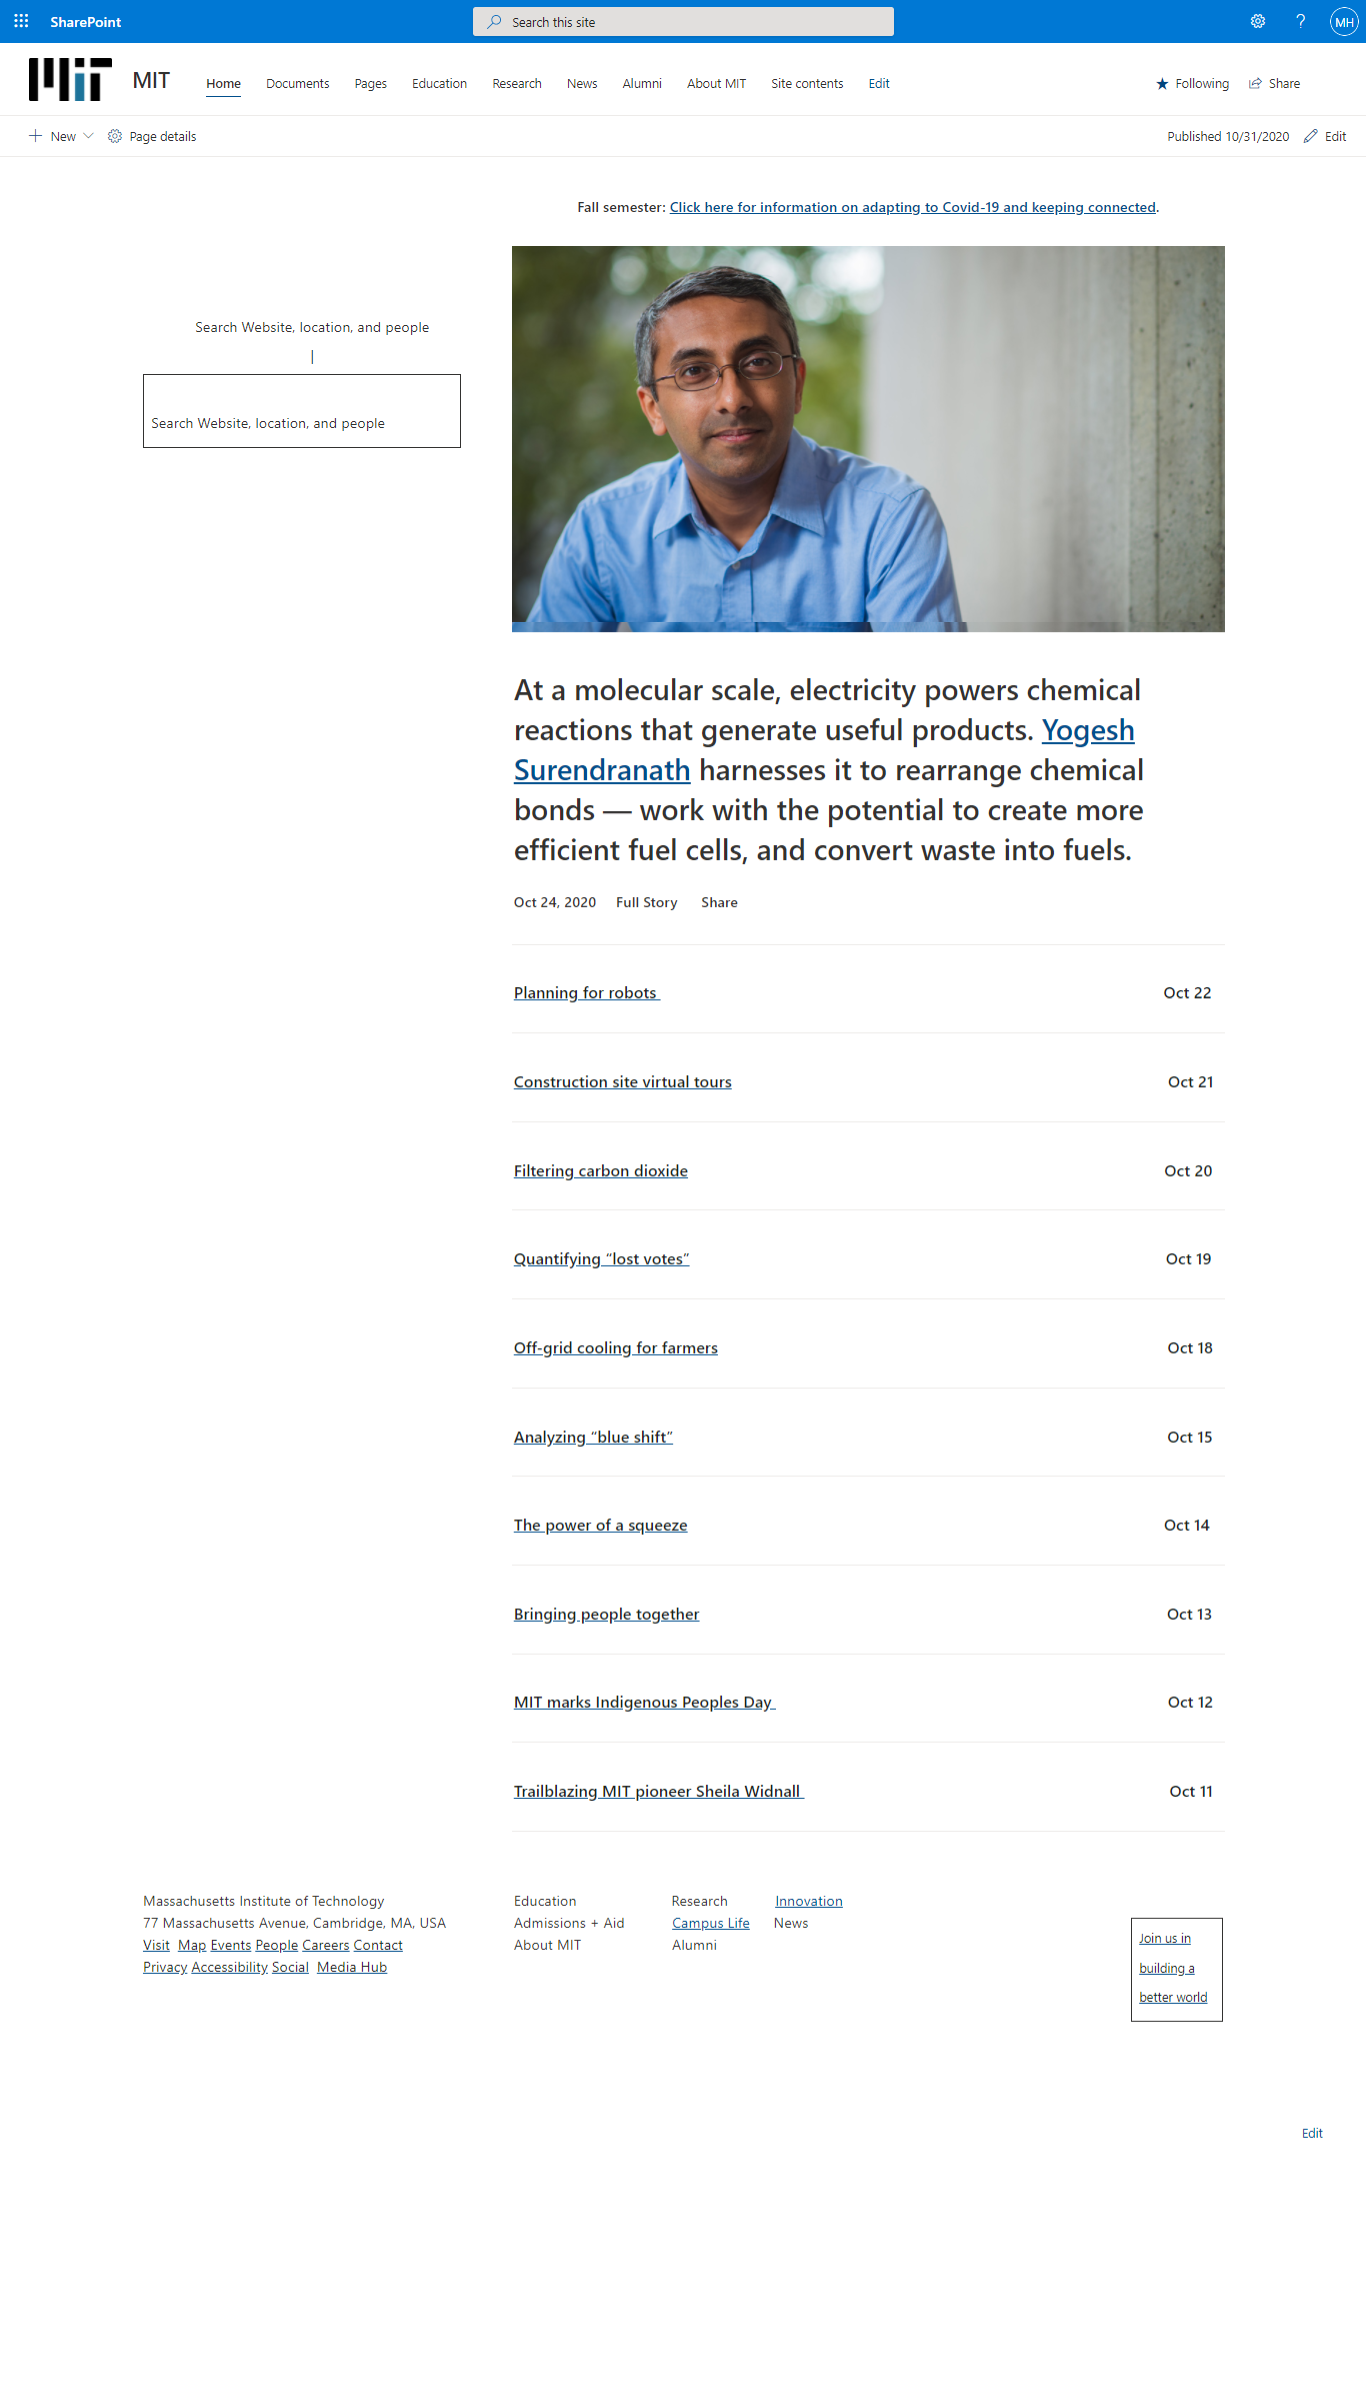 SharePoint
Search this site
MH
MIT
MIT
Home
Documents
Pages
Education
Research
News
Alumni
About MIT
Site contents
Edit
Following
Share
New
Page details
Published 10/31/2020
Edit
Fall semester: Click here for information on adapting to Covid-19 and keeping connected.
Search Website, location, and people
|
Search Website, location, and people
At a molecular scale, electricity powers chemical
reactions that generate useful products. Yogesh
Surendranath harnesses it to rearrange chemical
bonds — work with the potential to create more
efficient fuel cells, and convert waste into fuels.
Oct 24, 2020 Full Story Share
Planning for robots Oct 22
Construction site virtual tours Oct 21
Filtering carbon dioxide Oct 20
Quantifying “lost votes” Oct 19
Off-grid cooling for farmers Oct 18
Analyzing “blue shift” Oct 15
The power of a squeeze Oct 14
Bringing people together Oct 13
MIT marks Indigenous Peoples Day Oct 12
Trailblazing MIT pioneer Sheila Widnall Oct 11
Massachusetts Institute of Technology
77 Massachusetts Avenue, Cambridge, MA, USA
Visit Map Events People Careers Contact
Privacy Accessibility Social Media Hub
Education Research Innovation
Admissions + Aid Campus Life News
About MIT Alumni
Join us in
building a
better world
Edit